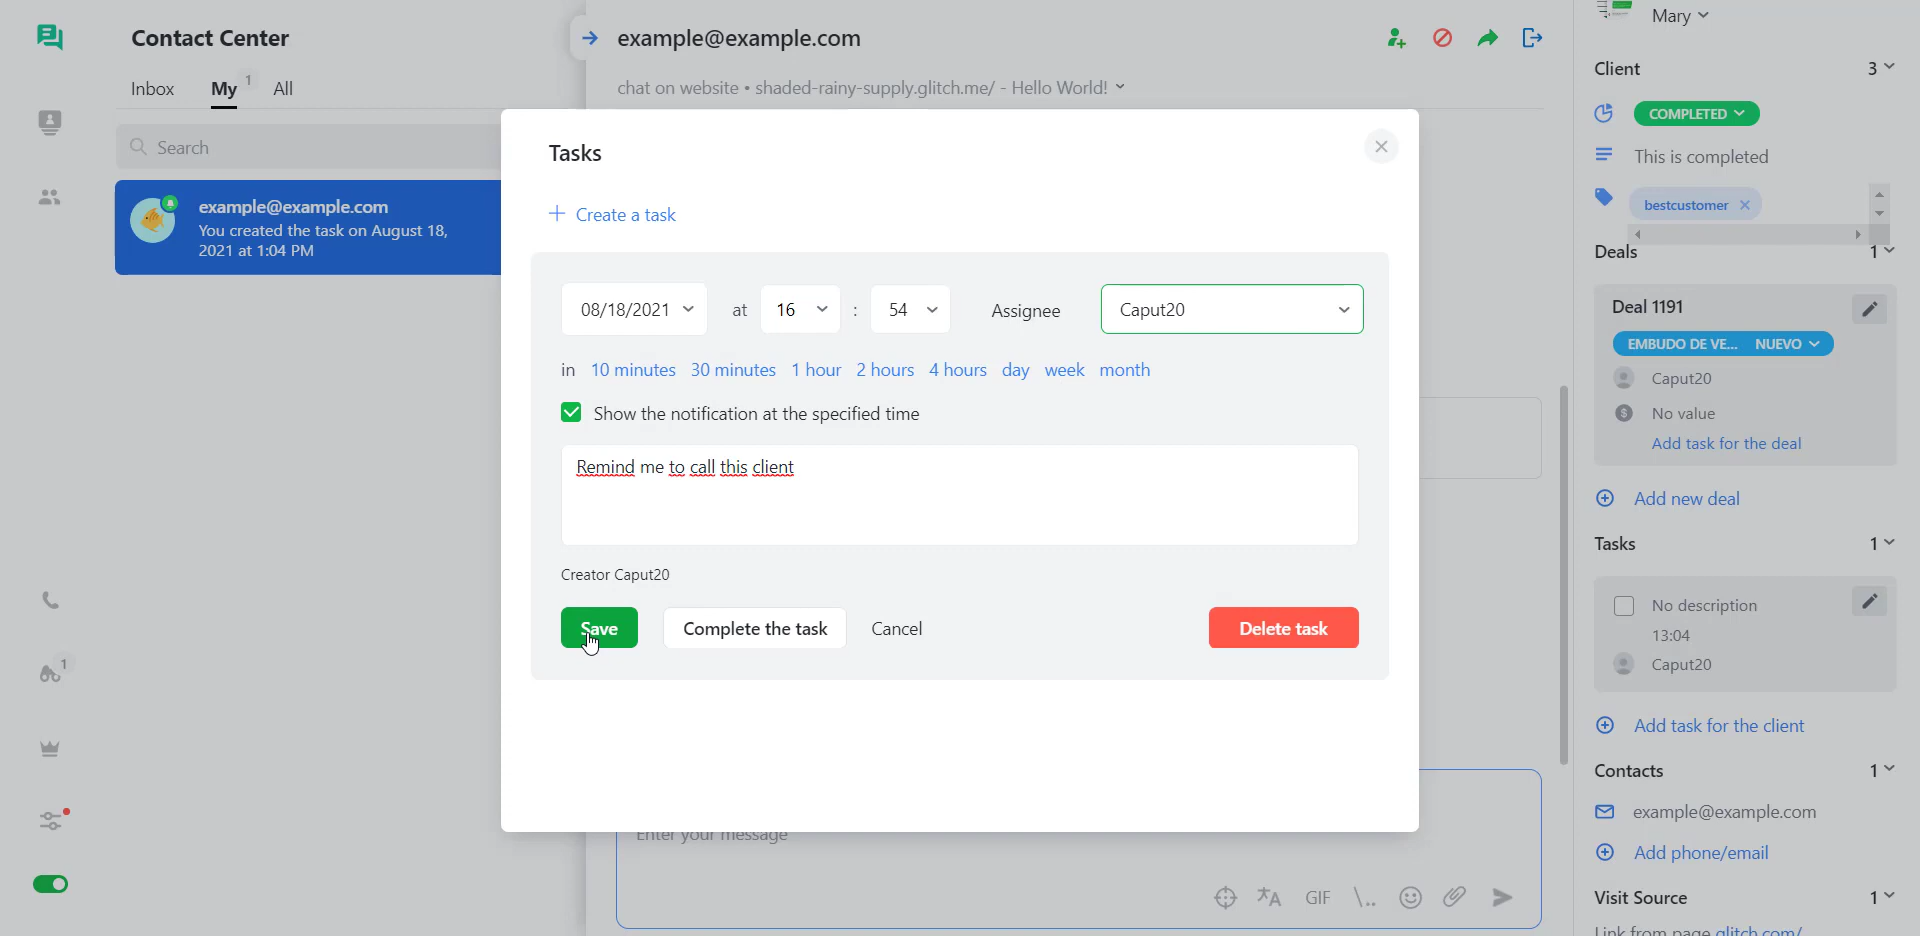 Contact Center
Inbox
My 1
All
Search
example@example.com
You created the task on August 18,
2021 at 1:04 PM
example@example.com
chat on website • shaded-rainy-supply.glitch.me/ - Hello World!
Tasks
Create a task
08/18/2021 at 16 : 54 Assignee Caput20
in 10 minutes 30 minutes 1 hour 2 hours 4 hours day week month
Show the notification at the specified time
Remind me to call this client
Creator Caput20
Save
Complete the task
Cancel
Delete task
Enter your message
GIF
1
Mary
Client 3
COMPLETED
This is completed
bestcustomer
Deals 1
Deal 1191
EMBUDO DE VE... NUEVO
Caput20
No value
Add task for the deal
Add new deal
Tasks 1
No description
13:04
Caput20
Add task for the client
Contacts 1
example@example.com
Add phone/email
Visit Source 1
Link from page glitch.com/